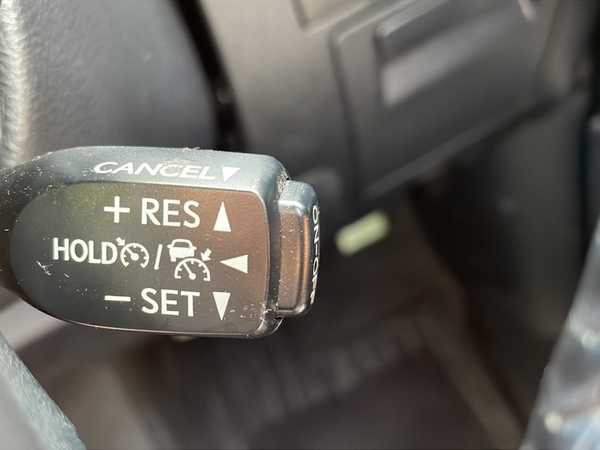 CANCEL▼
+ RES ▲
HOLD / ◀
− SET ▼
ON-OFF